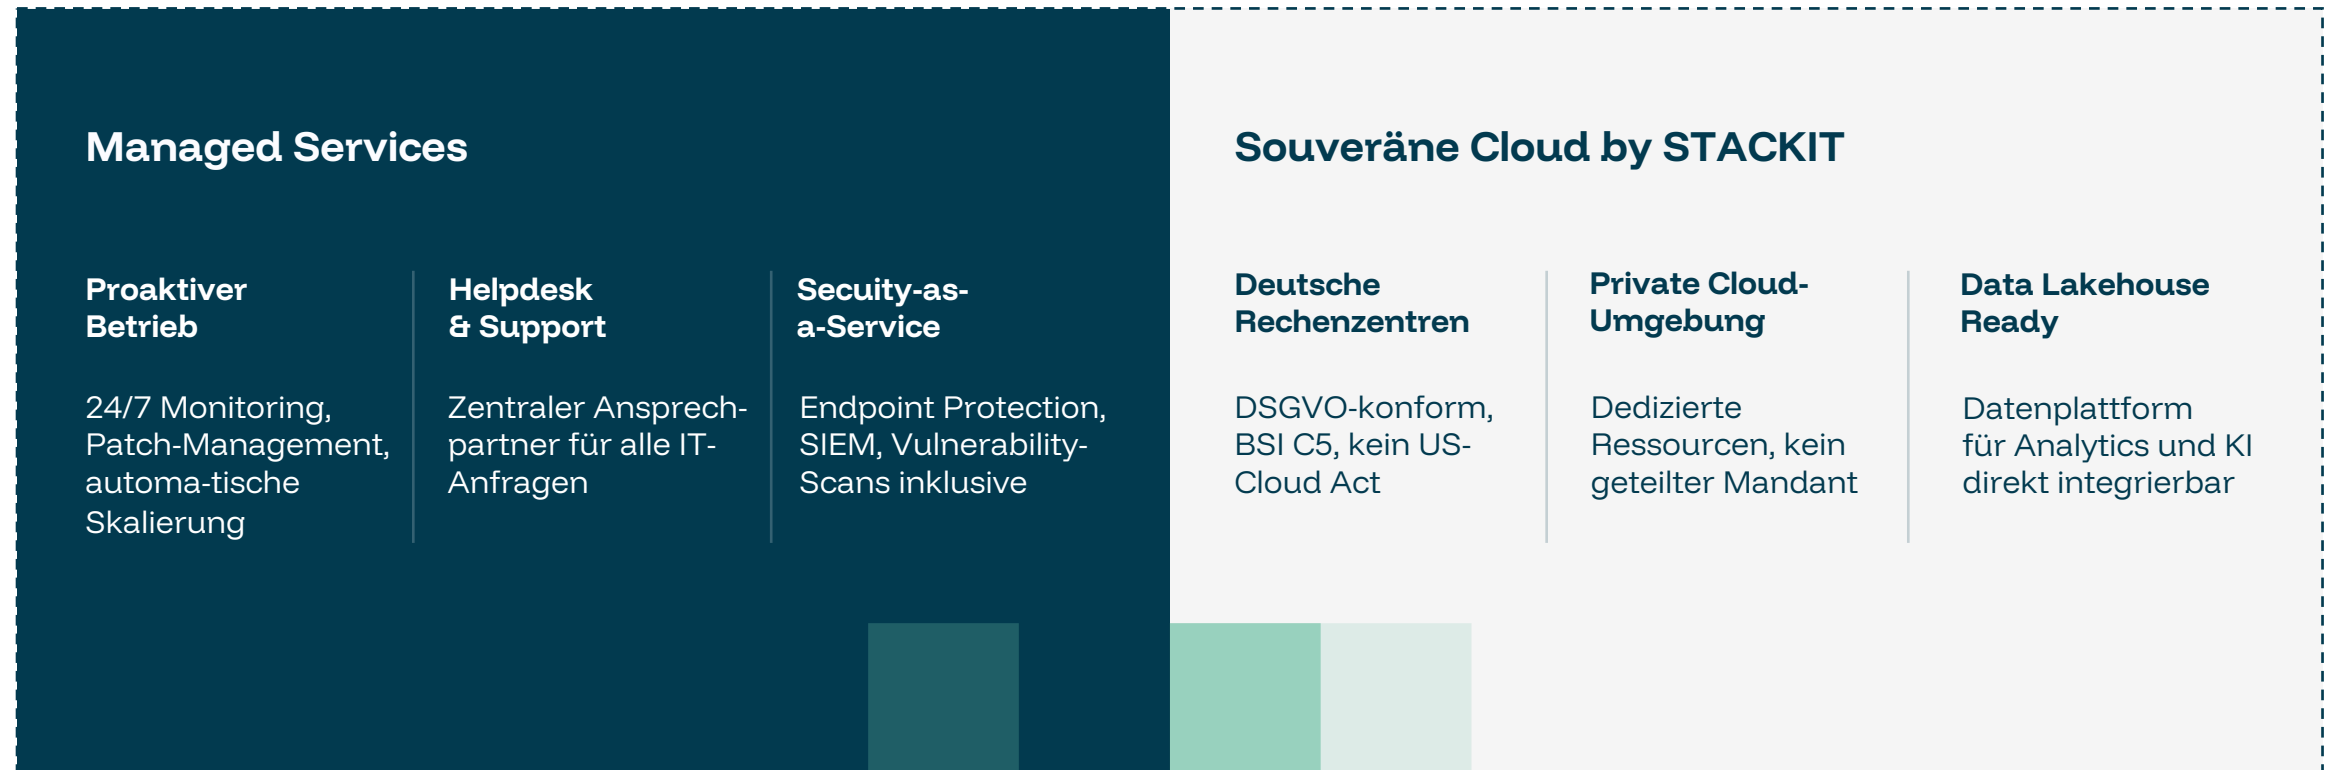 Managed Services
Proaktiver
Betrieb
24/7 Monitoring,
Patch-Management,
automa-tische
Skalierung
Helpdesk
& Support
Zentraler Ansprech-
partner für alle IT-
Anfragen
Secuity-as-
a-Service
Endpoint Protection,
SIEM, Vulnerability-
Scans inklusive
Souveräne Cloud by STACKIT
Deutsche
Rechenzentren
DSGVO-konform,
BSI C5, kein US-
Cloud Act
Private Cloud-
Umgebung
Dedizierte
Ressourcen, kein
geteilter Mandant
Data Lakehouse
Ready
Datenplattform
für Analytics und KI
direkt integrierbar